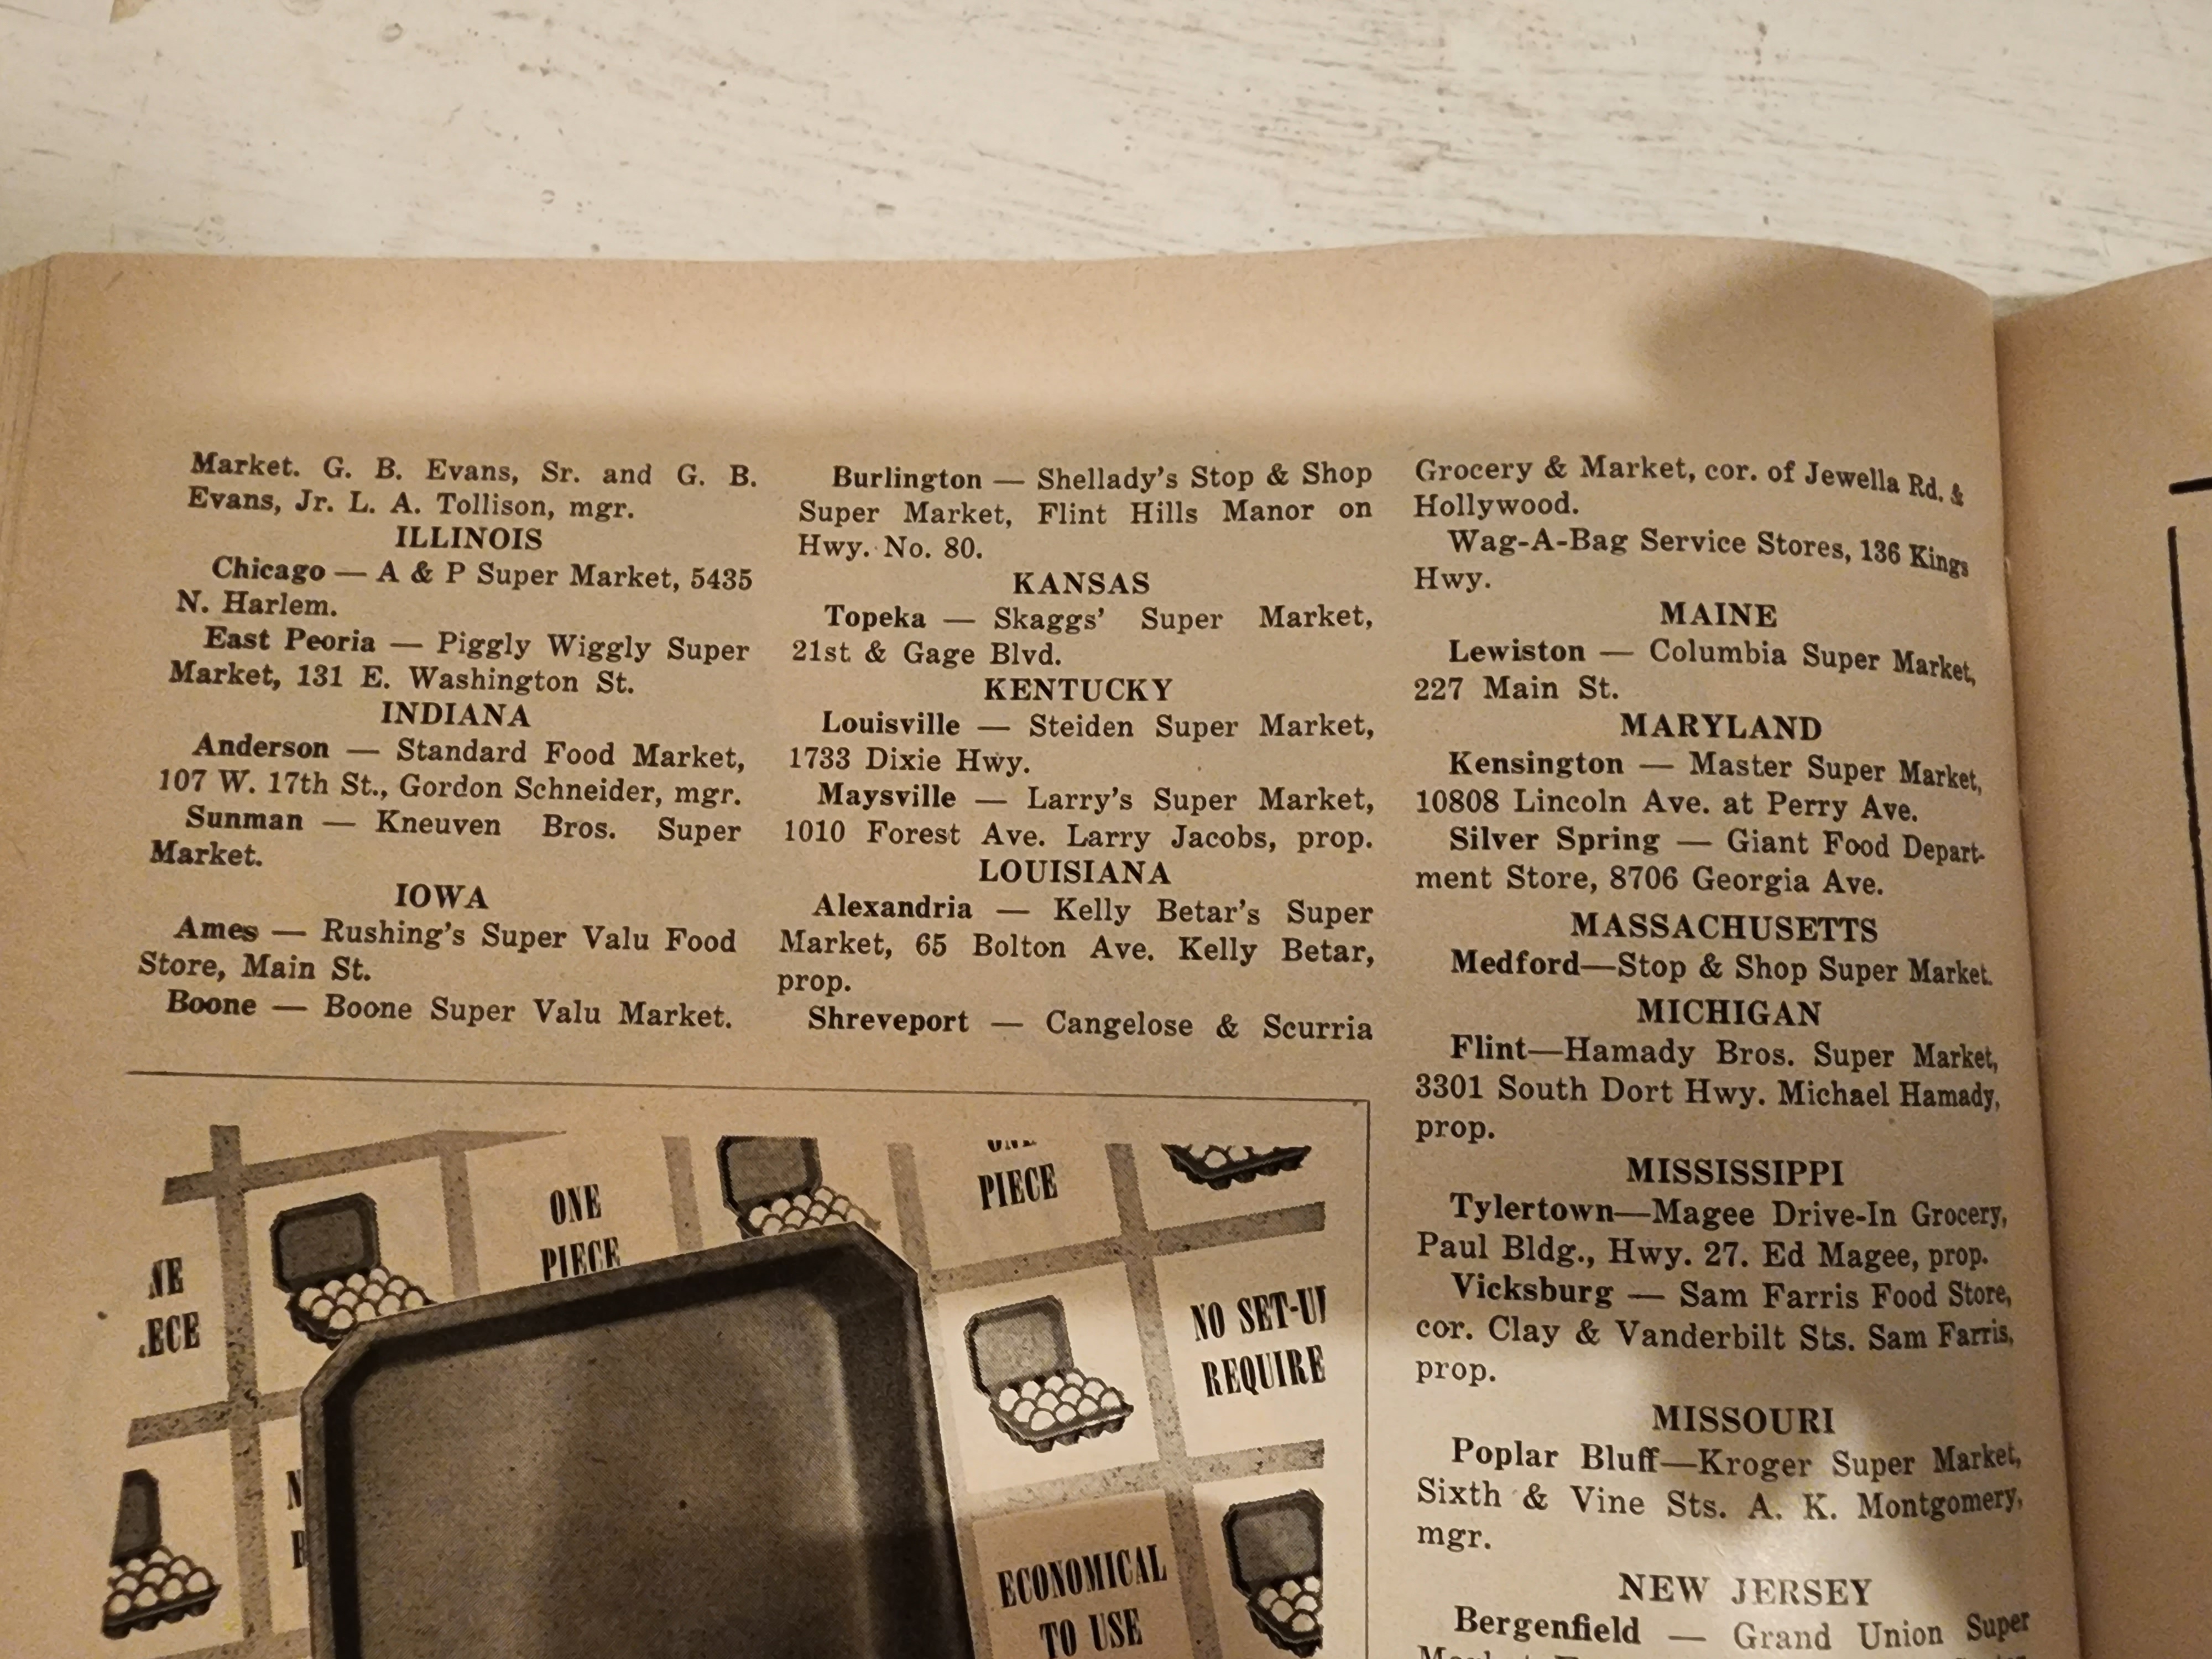 Market. G. B. Evans, Sr. and G. B.
Evans, Jr. L. A. Tollison, mgr.
ILLINOIS
Chicago — A & P Super Market, 5435
N. Harlem.
East Peoria — Piggly Wiggly Super
Market, 131 E. Washington St.
INDIANA
Anderson — Standard Food Market,
107 W. 17th St., Gordon Schneider, mgr.
Sunman — Kneuven Bros. Super
Market.
IOWA
Ames — Rushing's Super Valu Food
Store, Main St.
Boone — Boone Super Valu Market.
Burlington — Shellady's Stop & Shop
Super Market, Flint Hills Manor on
Hwy. No. 80.
KANSAS
Topeka — Skaggs' Super Market,
21st & Gage Blvd.
KENTUCKY
Louisville — Steiden Super Market,
1733 Dixie Hwy.
Maysville — Larry's Super Market,
1010 Forest Ave. Larry Jacobs, prop.
LOUISIANA
Alexandria — Kelly Betar's Super
Market, 65 Bolton Ave. Kelly Betar,
prop.
Shreveport — Cangelose & Scurria
Grocery & Market, cor. of Jewella Rd. &
Hollywood.
Wag-A-Bag Service Stores, 136 Kings
Hwy.
MAINE
Lewiston — Columbia Super Market,
227 Main St.
MARYLAND
Kensington — Master Super Market,
10808 Lincoln Ave. at Perry Ave.
Silver Spring — Giant Food Depart-
ment Store, 8706 Georgia Ave.
MASSACHUSETTS
Medford—Stop & Shop Super Market.
MICHIGAN
Flint—Hamady Bros. Super Market,
3301 South Dort Hwy. Michael Hamady,
prop.
MISSISSIPPI
Tylertown—Magee Drive-In Grocery,
Paul Bldg., Hwy. 27. Ed Magee, prop.
Vicksburg — Sam Farris Food Store,
cor. Clay & Vanderbilt Sts. Sam Farris,
prop.
MISSOURI
Poplar Bluff—Kroger Super Market,
Sixth & Vine Sts. A. K. Montgomery,
mgr.
NEW JERSEY
Bergenfield — Grand Union Super
ONE
PIECE
PIECE
NO SET-U
REQUIRE
ECONOMICAL
TO USE